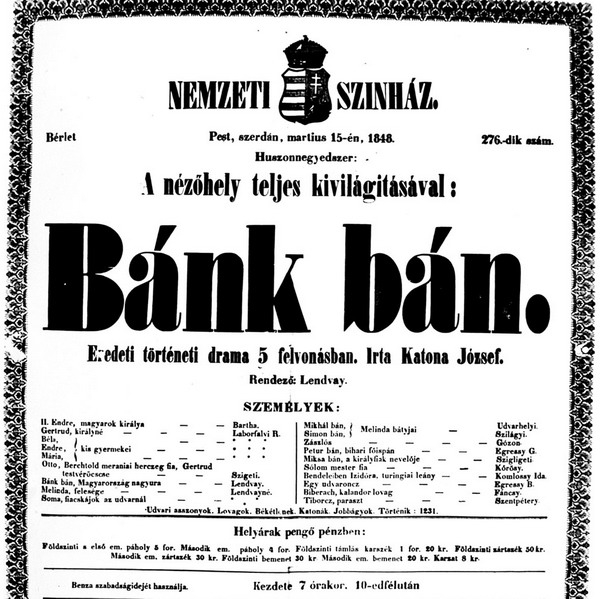 NEMZETI SZINHÁZ.
Bérlet Pest, szerdán, martius 15-én, 1848. 276.-dik szám.
Huszonnegyedszer:
A nézőhely teljes kivilágitásával:
Bánk bán.
Eredeti történeti drama 5 felvonásban. Irta Katona József.
Rendező: Lendvay.
SZEMÉLYEK:
II. Endre, magyarok királya — — — Bartha.
Gertrud, királyné — — — — Laborfalvi R.
Béla,
Endre, kis gyermekei — — —
Mária,
Otto, Berchtold meraniai herczeg fia, Gertrud
testvéröcscse — — — Szigeti.
Bánk bán, Magyarország nagyura — — Lendvay.
Melinda, felesége — — — — Lendvayné.
Soma, fiacskájok az udvarnál
Mikhál bán, Melinda bátyjai — Udvarhelyi.
Simon bán, Szilágyi.
Zászlós — — — — Gózon.
Petur bán, bihari főispán — — Egressy G.
Miksa bán, a királyfiak nevelője — — Szigligeti
Sólom mester fia — — — — Kőrösy.
Bendeleiben Izidóra, turingiai leány — — Komlossy Ida.
Egy udvaroncz — — — — Egressy B.
Biberach, kalandor lovag — — — Fáncsy.
Tiborcz, paraszt — — — — Szentpétery.
Udvari asszonyok. Lovagok. Békétlenek. Katonák. Jobbágyok. Történik: 1231.
Helyárak pengő pénzben:
Földszinti a első em. páholy 5 for. Második em. páholy 4 for. Földszinti támlás karszék 1 for. 20 kr. Földszinti zártszék 50 kr.
Második em. zártszék 30 kr Földszinti bemenet 30 kr Második em. bemenet 20 kr. Karzat 8 kr.
Benza szabadságidejét használja. Kezdete 7 órakor. 10-edfélután